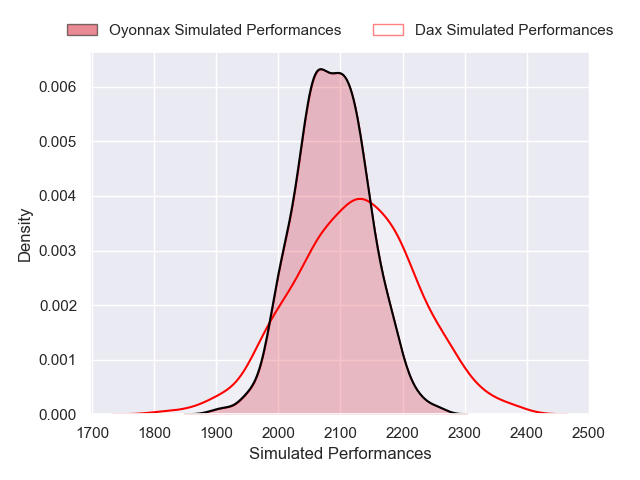 Oyonnax Simulated Performances Dax Simulated Performances
0.006
0.005
0.004
0.003
0.002
0.001
0.000
Density
1700 1800 1900 2000 2100 2200 2300 2400 2500
Simulated Performances